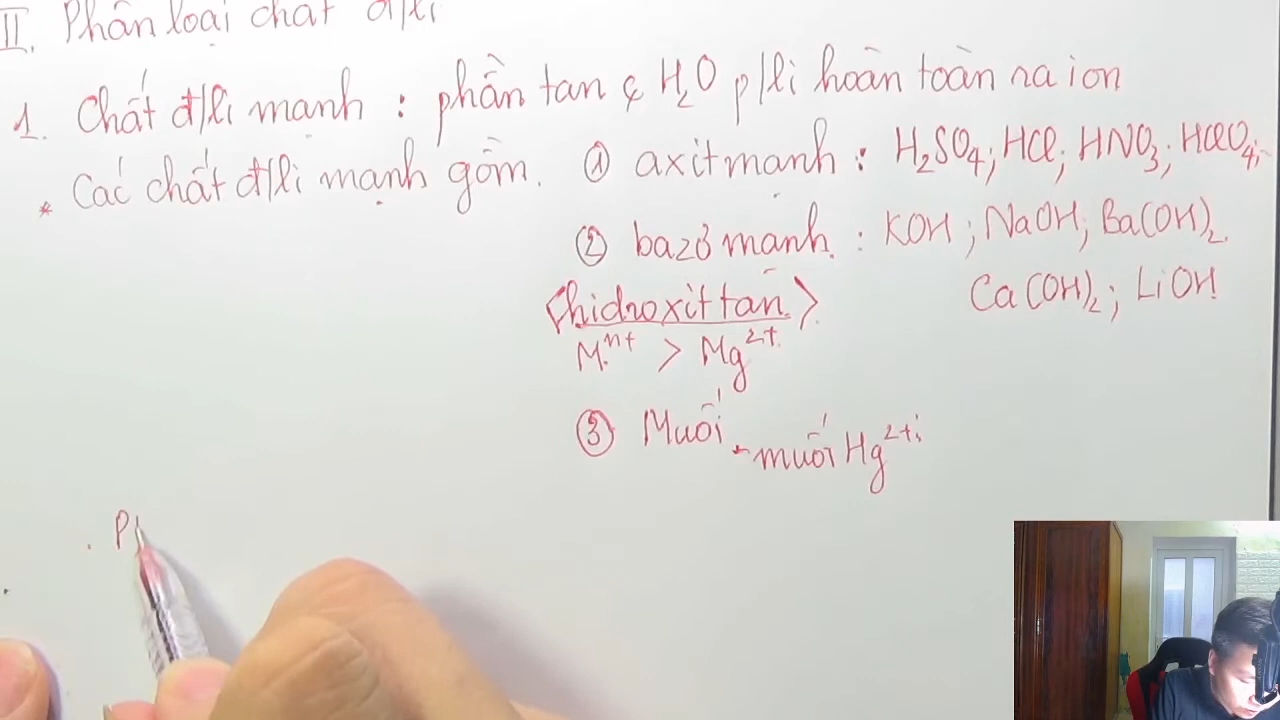 II. Phân loại chất đ/li
1. Chất đ/li mạnh : phần tan ç H₂O p/li hoàn toàn ra ion
* Các chất đ/li mạnh gồm. ① axit mạnh : H₂SO₄; HCl; HNO₃; HClO₄;
② bazơ mạnh : KOH ; NaOH; Ba(OH)₂
Ca(OH)₂ ; LiOH
<hidroxit tan>
Mⁿ⁺ > Mg²⁺
③ Muối - muối Hg²⁺;
. P